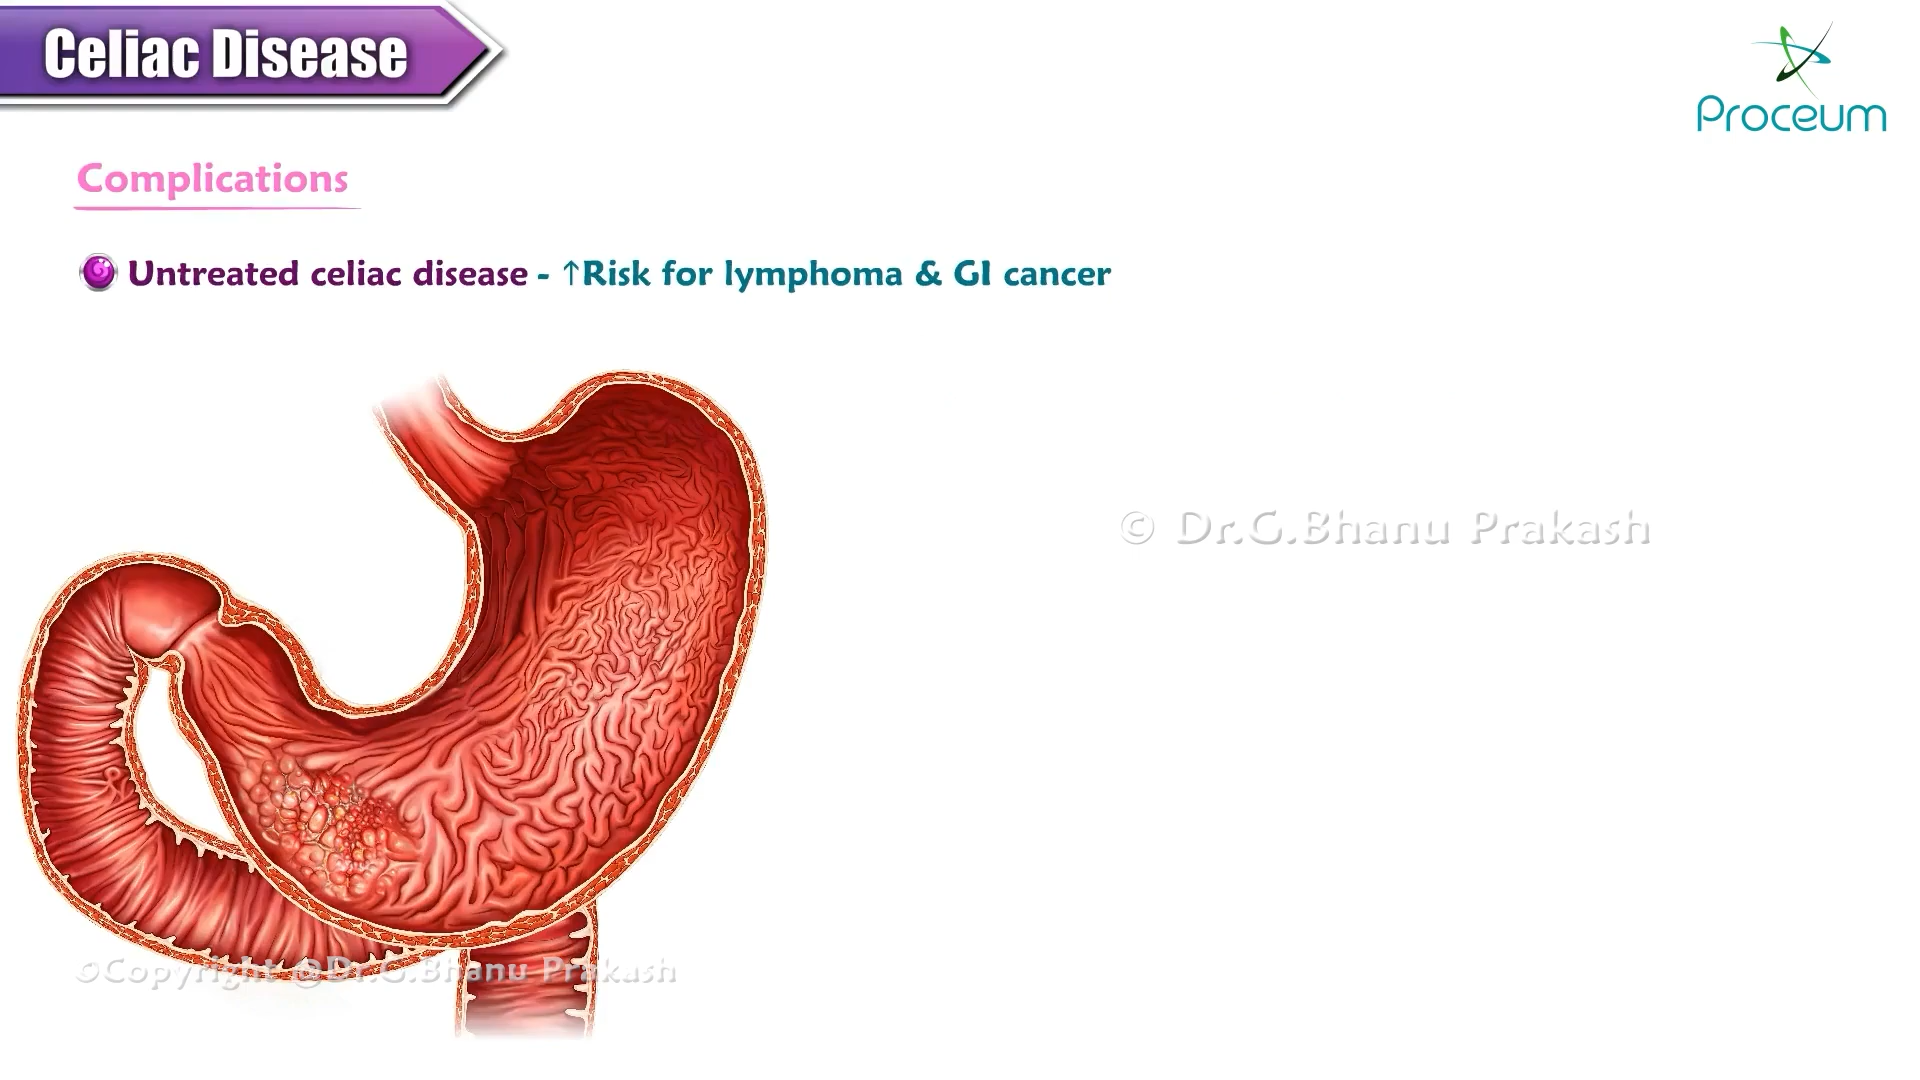 Celiac Disease
Proceum
Complications
Untreated celiac disease - ↑Risk for lymphoma & GI cancer
© Dr.G.Bhanu Prakash
©Copyright @Dr.G.Bhanu Prakash